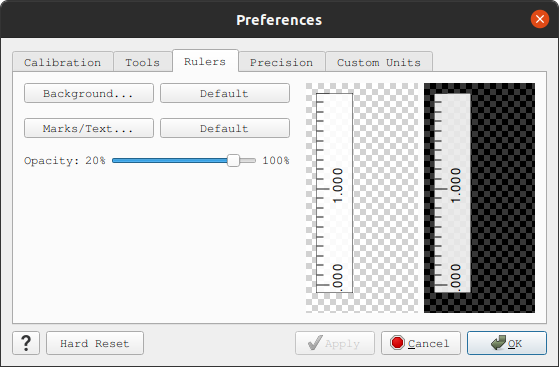 Preferences
Calibration Tools Rulers Precision Custom Units
Background... Default
Marks/Text... Default
Opacity: 20% 100%
1.000 1.000
.000 .000
? Hard Reset Apply Cancel OK